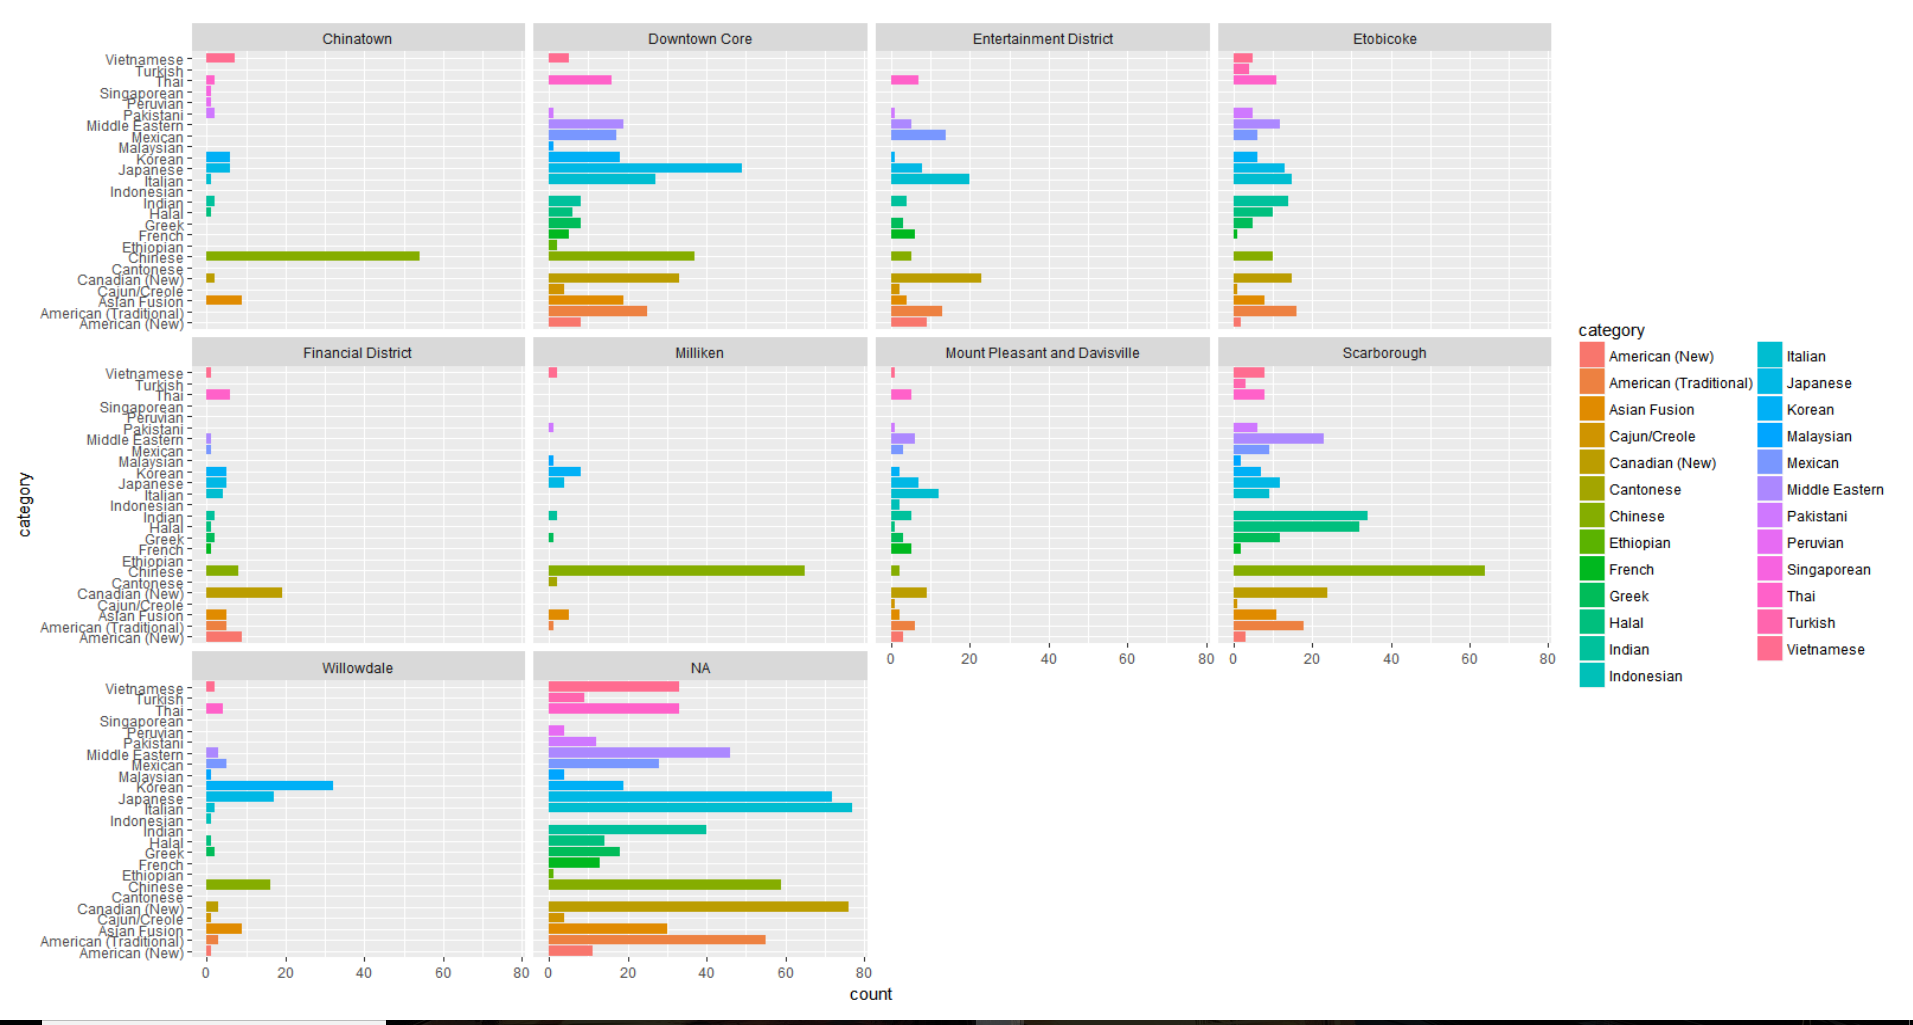 Chinatown
Downtown Core
Entertainment District
Etobicoke
Vietnamese
Turkish
Thai
Singaporean
Peruvian
Pakistani
Middle Eastern
Mexican
Malaysian
Korean
Japanese
Italian
Indonesian
Indian
Halal
Greek
French
Ethiopian
Chinese
Cantonese
Canadian (New)
Cajun/Creole
Asian Fusion
American (Traditional)
American (New)
Financial District
Milliken
Mount Pleasant and Davisville
Scarborough
Vietnamese
Turkish
Thai
Singaporean
Peruvian
Pakistani
Middle Eastern
Mexican
Malaysian
Korean
Japanese
Italian
Indonesian
Indian
Halal
Greek
French
Ethiopian
Chinese
Cantonese
Canadian (New)
Cajun/Creole
Asian Fusion
American (Traditional)
American (New)
0 20 40 60 80
0 20 40 60 80
Willowdale
NA
Vietnamese
Turkish
Thai
Singaporean
Peruvian
Pakistani
Middle Eastern
Mexican
Malaysian
Korean
Japanese
Italian
Indonesian
Indian
Halal
Greek
French
Ethiopian
Chinese
Cantonese
Canadian (New)
Cajun/Creole
Asian Fusion
American (Traditional)
American (New)
0 20 40 60 80
0 20 40 60 80
count
category
category
American (New)
American (Traditional)
Asian Fusion
Cajun/Creole
Canadian (New)
Cantonese
Chinese
Ethiopian
French
Greek
Halal
Indian
Indonesian
Italian
Japanese
Korean
Malaysian
Mexican
Middle Eastern
Pakistani
Peruvian
Singaporean
Thai
Turkish
Vietnamese